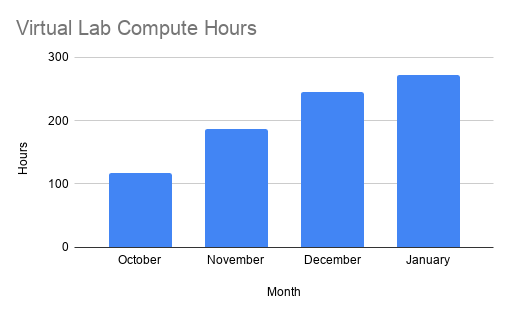 Virtual Lab Compute Hours
300
200
100
0
Hours
October November December January
Month